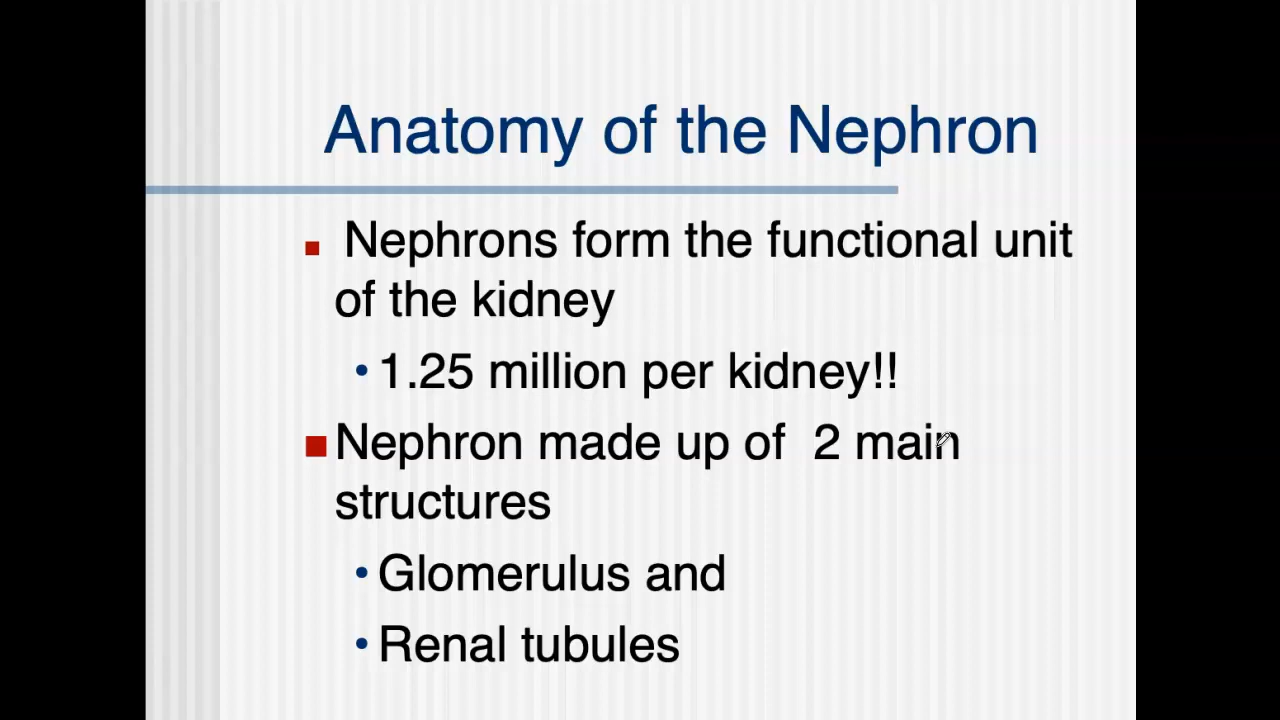 Anatomy of the Nephron
Nephrons form the functional unit
of the kidney
• 1.25 million per kidney!!
Nephron made up of 2 main
structures
• Glomerulus and
• Renal tubules